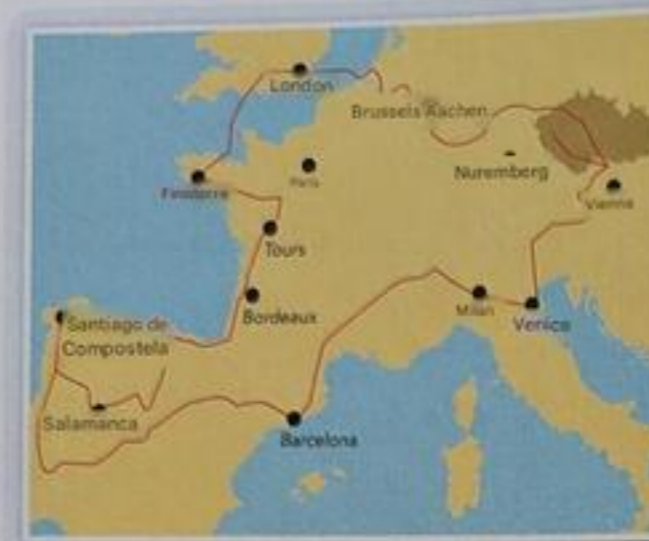 London
Brussels Aachen
Paris
Nuremberg
Finisterre
Vienna
Tours
Bordeaux
Milan
Venice
Santiago de
Compostela
Salamanca
Barcelona